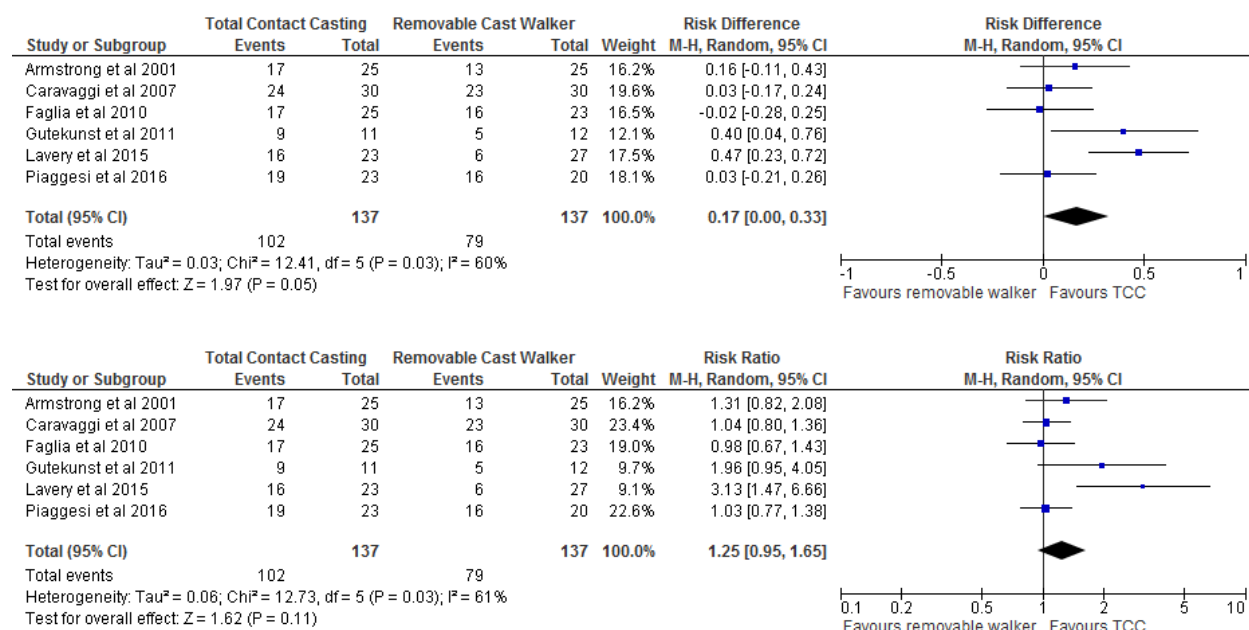 Total Contact Casting Removable Cast Walker Risk Difference Risk Difference
Study or Subgroup Events Total Events Total Weight M-H, Random, 95% CI M-H, Random, 95% CI
Armstrong et al 2001 17 25 13 25 16.2% 0.16 [-0.11, 0.43]
Caravaggi et al 2007 24 30 23 30 19.6% 0.03 [-0.17, 0.24]
Faglia et al 2010 17 25 16 23 16.5% -0.02 [-0.28, 0.25]
Gutekunst et al 2011 9 11 5 12 12.1% 0.40 [0.04, 0.76]
Lavery et al 2015 16 23 6 27 17.5% 0.47 [0.23, 0.72]
Piaggesi et al 2016 19 23 16 20 18.1% 0.03 [-0.21, 0.26]
Total (95% CI) 137 137 100.0% 0.17 [0.00, 0.33]
Total events 102 79
Heterogeneity: Tau² = 0.03; Chi² = 12.41, df = 5 (P = 0.03); I² = 60%
Test for overall effect: Z = 1.97 (P = 0.05)
-1 -0.5 0 0.5 1
Favours removable walker Favours TCC
Total Contact Casting Removable Cast Walker Risk Ratio Risk Ratio
Study or Subgroup Events Total Events Total Weight M-H, Random, 95% CI M-H, Random, 95% CI
Armstrong et al 2001 17 25 13 25 16.2% 1.31 [0.82, 2.08]
Caravaggi et al 2007 24 30 23 30 23.4% 1.04 [0.80, 1.36]
Faglia et al 2010 17 25 16 23 19.0% 0.98 [0.67, 1.43]
Gutekunst et al 2011 9 11 5 12 9.7% 1.96 [0.95, 4.05]
Lavery et al 2015 16 23 6 27 9.1% 3.13 [1.47, 6.66]
Piaggesi et al 2016 19 23 16 20 22.6% 1.03 [0.77, 1.38]
Total (95% CI) 137 137 100.0% 1.25 [0.95, 1.65]
Total events 102 79
Heterogeneity: Tau² = 0.06; Chi² = 12.73, df = 5 (P = 0.03); I² = 61%
Test for overall effect: Z = 1.62 (P = 0.11)
0.1 0.2 0.5 1 2 5 10
Favours removable walker Favours TCC